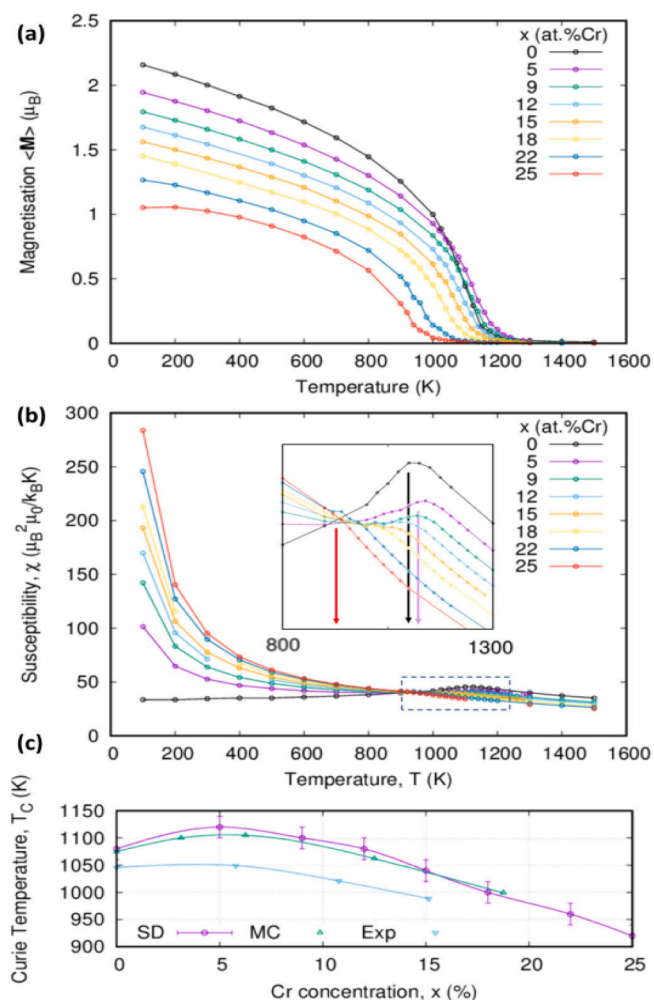 (a)
x (at.%Cr)
0
5
9
12
15
18
22
25
2.5
2
1.5
1
0.5
0
Magnetisation <M> (μB)
0 200 400 600 800 1000 1200 1400 1600
Temperature (K)
(b)
x (at.%Cr)
0
5
9
12
15
18
22
25
300
250
200
150
100
50
0
Susceptibility, χ (μB²μ0/kBK)
800 1300
0 200 400 600 800 1000 1200 1400 1600
Temperature, T (K)
(c)
1150
1100
1050
1000
950
900
Curie Temperature, TC (K)
SD MC Exp
0 5 10 15 20 25
Cr concentration, x (%)